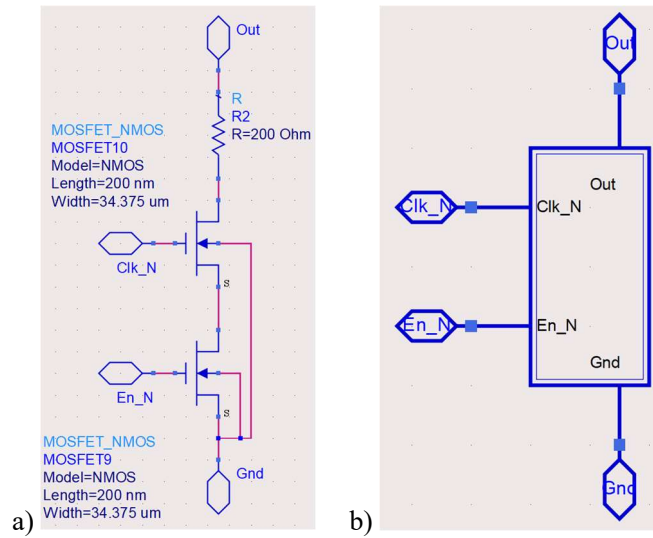 Out
R
R2
R=200 Ohm
MOSFET_NMOS
MOSFET10
Model=NMOS
Length=200 nm
Width=34.375 um
Clk_N
S
En_N
S
MOSFET_NMOS
MOSFET9
Model=NMOS
Length=200 nm
Width=34.375 um
Gnd
a)
Out
Out
Clk_N
Clk_N
En_N
En_N
Gnd
Gnd
b)